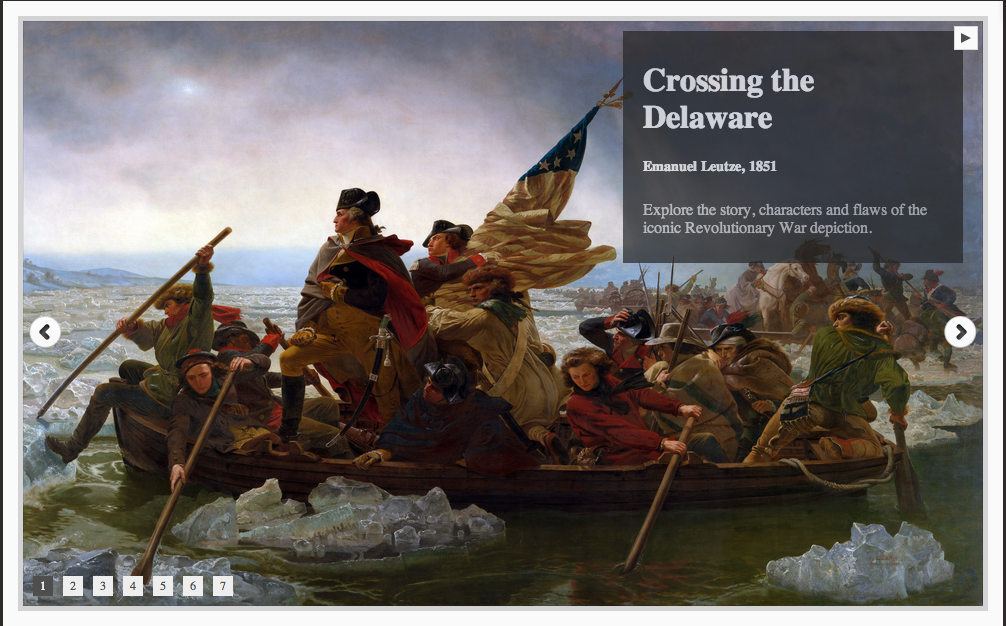 Crossing the
Delaware
Emanuel Leutze, 1851
Explore the story, characters and flaws of the
iconic Revolutionary War depiction.
1 2 3 4 5 6 7